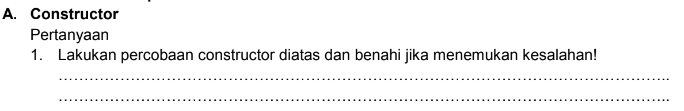 A. Constructor
Pertanyaan
1. Lakukan percobaan constructor diatas dan benahi jika menemukan kesalahan!
................................................................................................................
................................................................................................................